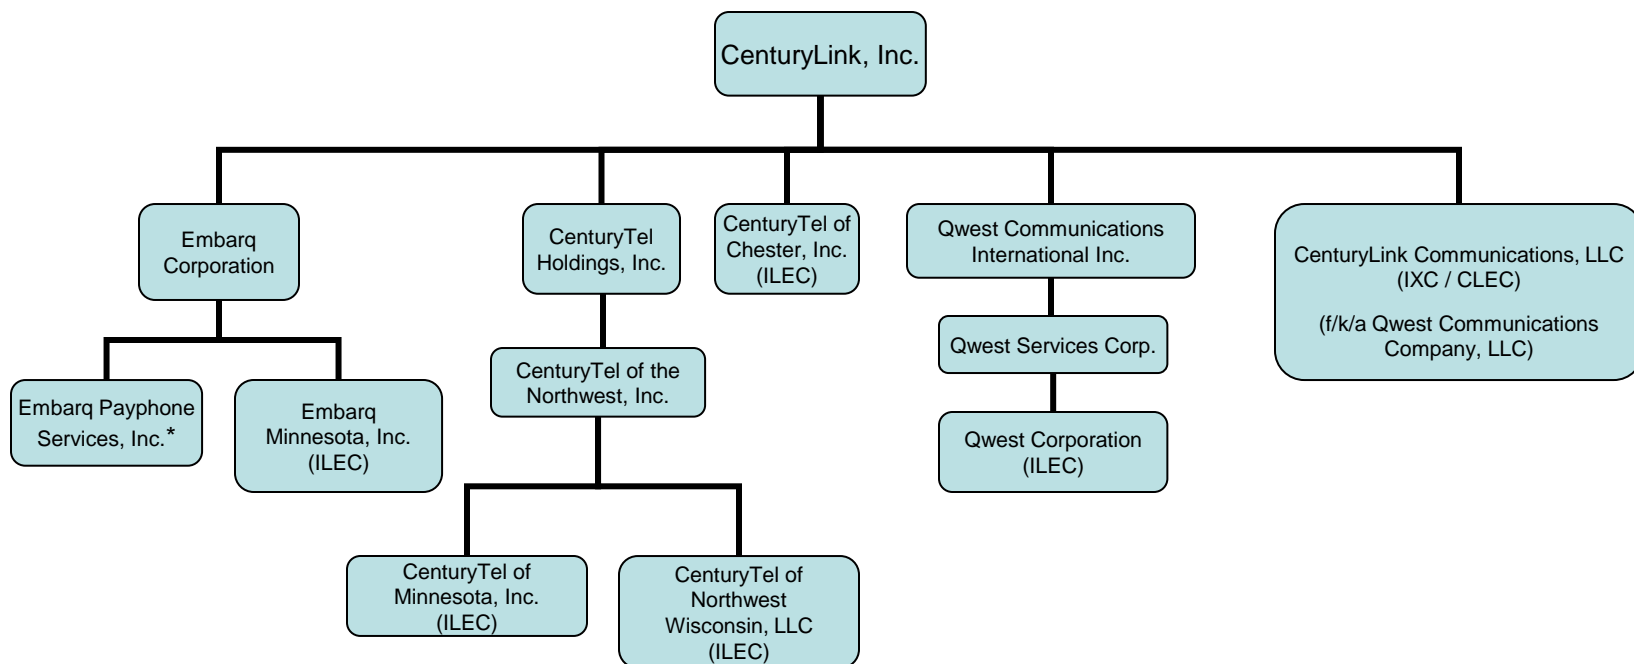 CenturyLink, Inc.
Embarq
Corporation
CenturyTel
Holdings, Inc.
CenturyTel of
Chester, Inc.
(ILEC)
Qwest Communications
International Inc.
CenturyLink Communications, LLC
(IXC / CLEC)
(f/k/a Qwest Communications
Company, LLC)
Qwest Services Corp.
CenturyTel of the
Northwest, Inc.
Embarq Payphone
Services, Inc.*
Embarq
Minnesota, Inc.
(ILEC)
Qwest Corporation
(ILEC)
CenturyTel of
Minnesota, Inc.
(ILEC)
CenturyTel of
Northwest
Wisconsin, LLC
(ILEC)